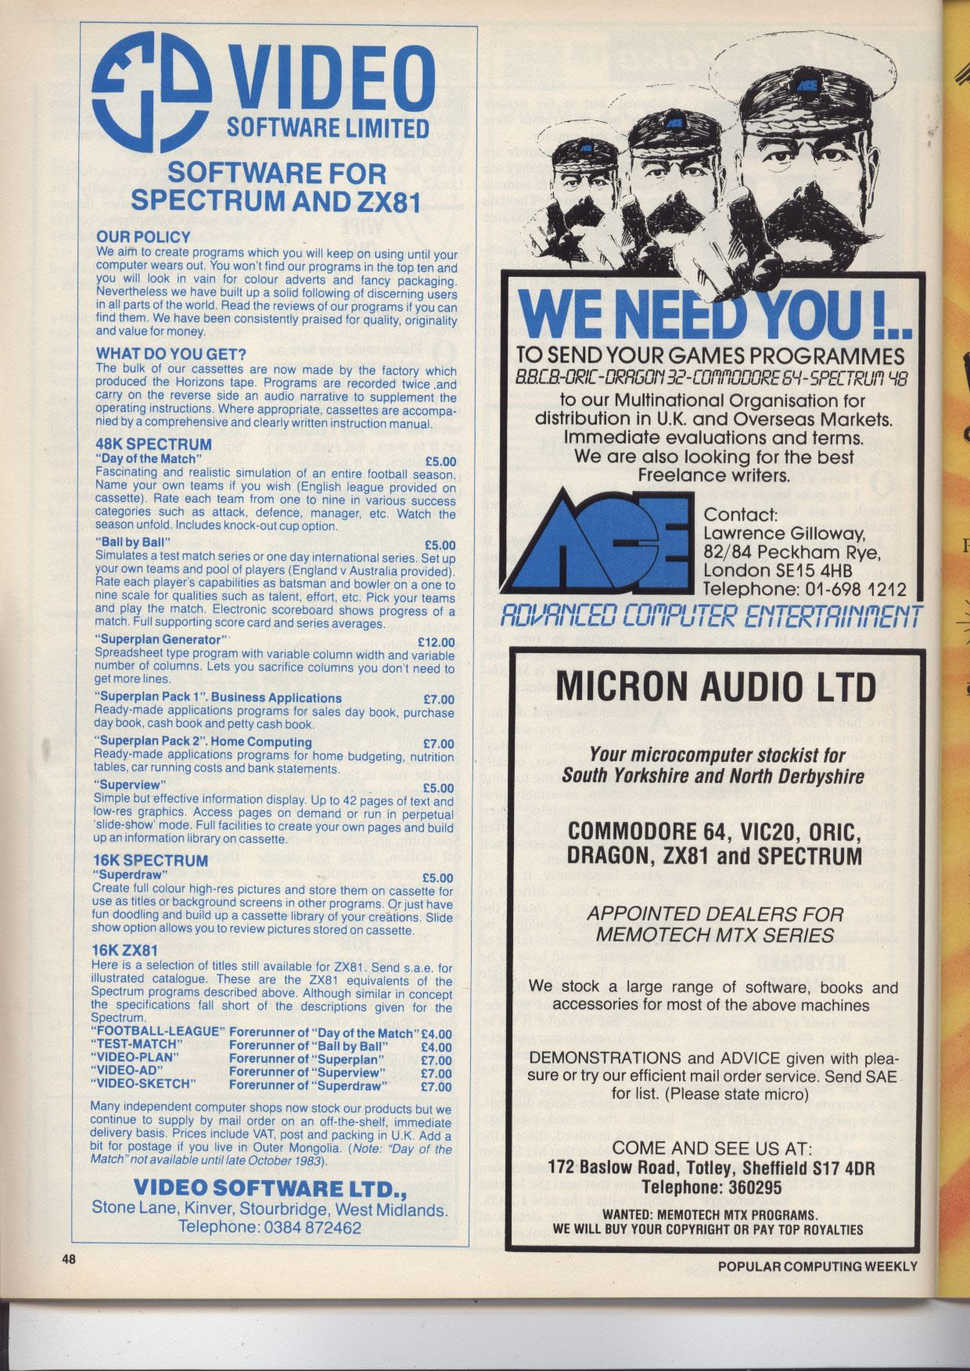 VIDEO
SOFTWARE LIMITED
SOFTWARE FOR
SPECTRUM AND ZX81
OUR POLICY
We aim to create programs which you will keep on using until your
computer wears out. You won't find our programs in the top ten and
you will look in vain for colour adverts and fancy packaging.
Nevertheless we have built up a solid following of discerning users
in all parts of the world. Read the reviews of our programs if you can
find them. We have been consistently praised for quality, originality
and value for money.
WHAT DO YOU GET?
The bulk of our cassettes are now made by the factory which
produced the Horizons tape. Programs are recorded twice ,and
carry on the reverse side an audio narrative to supplement the
operating instructions. Where appropriate, cassettes are accompa-
nied by a comprehensive and clearly written instruction manual.
48K SPECTRUM
"Day of the Match" £5.00
Fascinating and realistic simulation of an entire football season.
Name your own teams if you wish (English league provided on
cassette). Rate each team from one to nine in various success
categories such as attack, defence, manager, etc. Watch the
season unfold. Includes knock-out cup option.
"Ball by Ball" £5.00
Simulates a test match series or one day international series. Set up
your own teams and pool of players (England v Australia provided).
Rate each player's capabilities as batsman and bowler on a one to
nine scale for qualities such as talent, effort, etc. Pick your teams
and play the match. Electronic scoreboard shows progress of a
match. Full supporting score card and series averages.
"Superplan Generator" £12.00
Spreadsheet type program with variable column width and variable
number of columns. Lets you sacrifice columns you don't need to
get more lines.
"Superplan Pack 1". Business Applications £7.00
Ready-made applications programs for sales day book, purchase
day book, cash book and petty cash book.
"Superplan Pack 2". Home Computing £7.00
Ready-made applications programs for home budgeting, nutrition
tables, car running costs and bank statements.
"Superview" £5.00
Simple but effective information display. Up to 42 pages of text and
low-res graphics. Access pages on demand or run in perpetual
'slide-show' mode. Full facilities to create your own pages and build
up an information library on cassette.
16K SPECTRUM
"Superdraw" £5.00
Create full colour high-res pictures and store them on cassette for
use as titles or background screens in other programs. Or just have
fun doodling and build up a cassette library of your creations. Slide
show option allows you to review pictures stored on cassette.
16K ZX81
Here is a selection of titles still available for ZX81. Send s.a.e. for
illustrated catalogue. These are the ZX81 equivalents of the
Spectrum programs described above. Although similar in concept
the specifications fall short of the descriptions given for the
Spectrum.
"FOOTBALL-LEAGUE" Forerunner of "Day of the Match" £4.00
"TEST-MATCH" Forerunner of "Ball by Ball" £4.00
"VIDEO-PLAN" Forerunner of "Superplan" £7.00
"VIDEO-AD" Forerunner of "Superview" £7.00
"VIDEO-SKETCH" Forerunner of "Superdraw" £7.00
Many independent computer shops now stock our products but we
continue to supply by mail order on an off-the-shelf, immediate
delivery basis. Prices include VAT, post and packing in U.K. Add a
bit for postage if you live in Outer Mongolia. (Note: "Day of the
Match" not available until late October 1983).
VIDEO SOFTWARE LTD.,
Stone Lane, Kinver, Stourbridge, West Midlands.
Telephone: 0384 872462
48
ACE
ACE
ACE
WE NEED YOU!..
TO SEND YOUR GAMES PROGRAMMES
B.B.C.B.-ORIC-DRAGON 32-COMMODORE 64-SPECTRUM 48
to our Multinational Organisation for
distribution in U.K. and Overseas Markets.
Immediate evaluations and terms.
We are also looking for the best
Freelance writers.
ACE
Contact:
Lawrence Gilloway,
82/84 Peckham Rye,
London SE15 4HB
Telephone: 01-698 1212
ADVANCED COMPUTER ENTERTAINMENT
MICRON AUDIO LTD
Your microcomputer stockist for
South Yorkshire and North Derbyshire
COMMODORE 64, VIC20, ORIC,
DRAGON, ZX81 and SPECTRUM
APPOINTED DEALERS FOR
MEMOTECH MTX SERIES
We stock a large range of software, books and
accessories for most of the above machines
DEMONSTRATIONS and ADVICE given with plea-
sure or try our efficient mail order service. Send SAE
for list. (Please state micro)
COME AND SEE US AT:
172 Baslow Road, Totley, Sheffield S17 4DR
Telephone: 360295
WANTED: MEMOTECH MTX PROGRAMS.
WE WILL BUY YOUR COPYRIGHT OR PAY TOP ROYALTIES
POPULAR COMPUTING WEEKLY